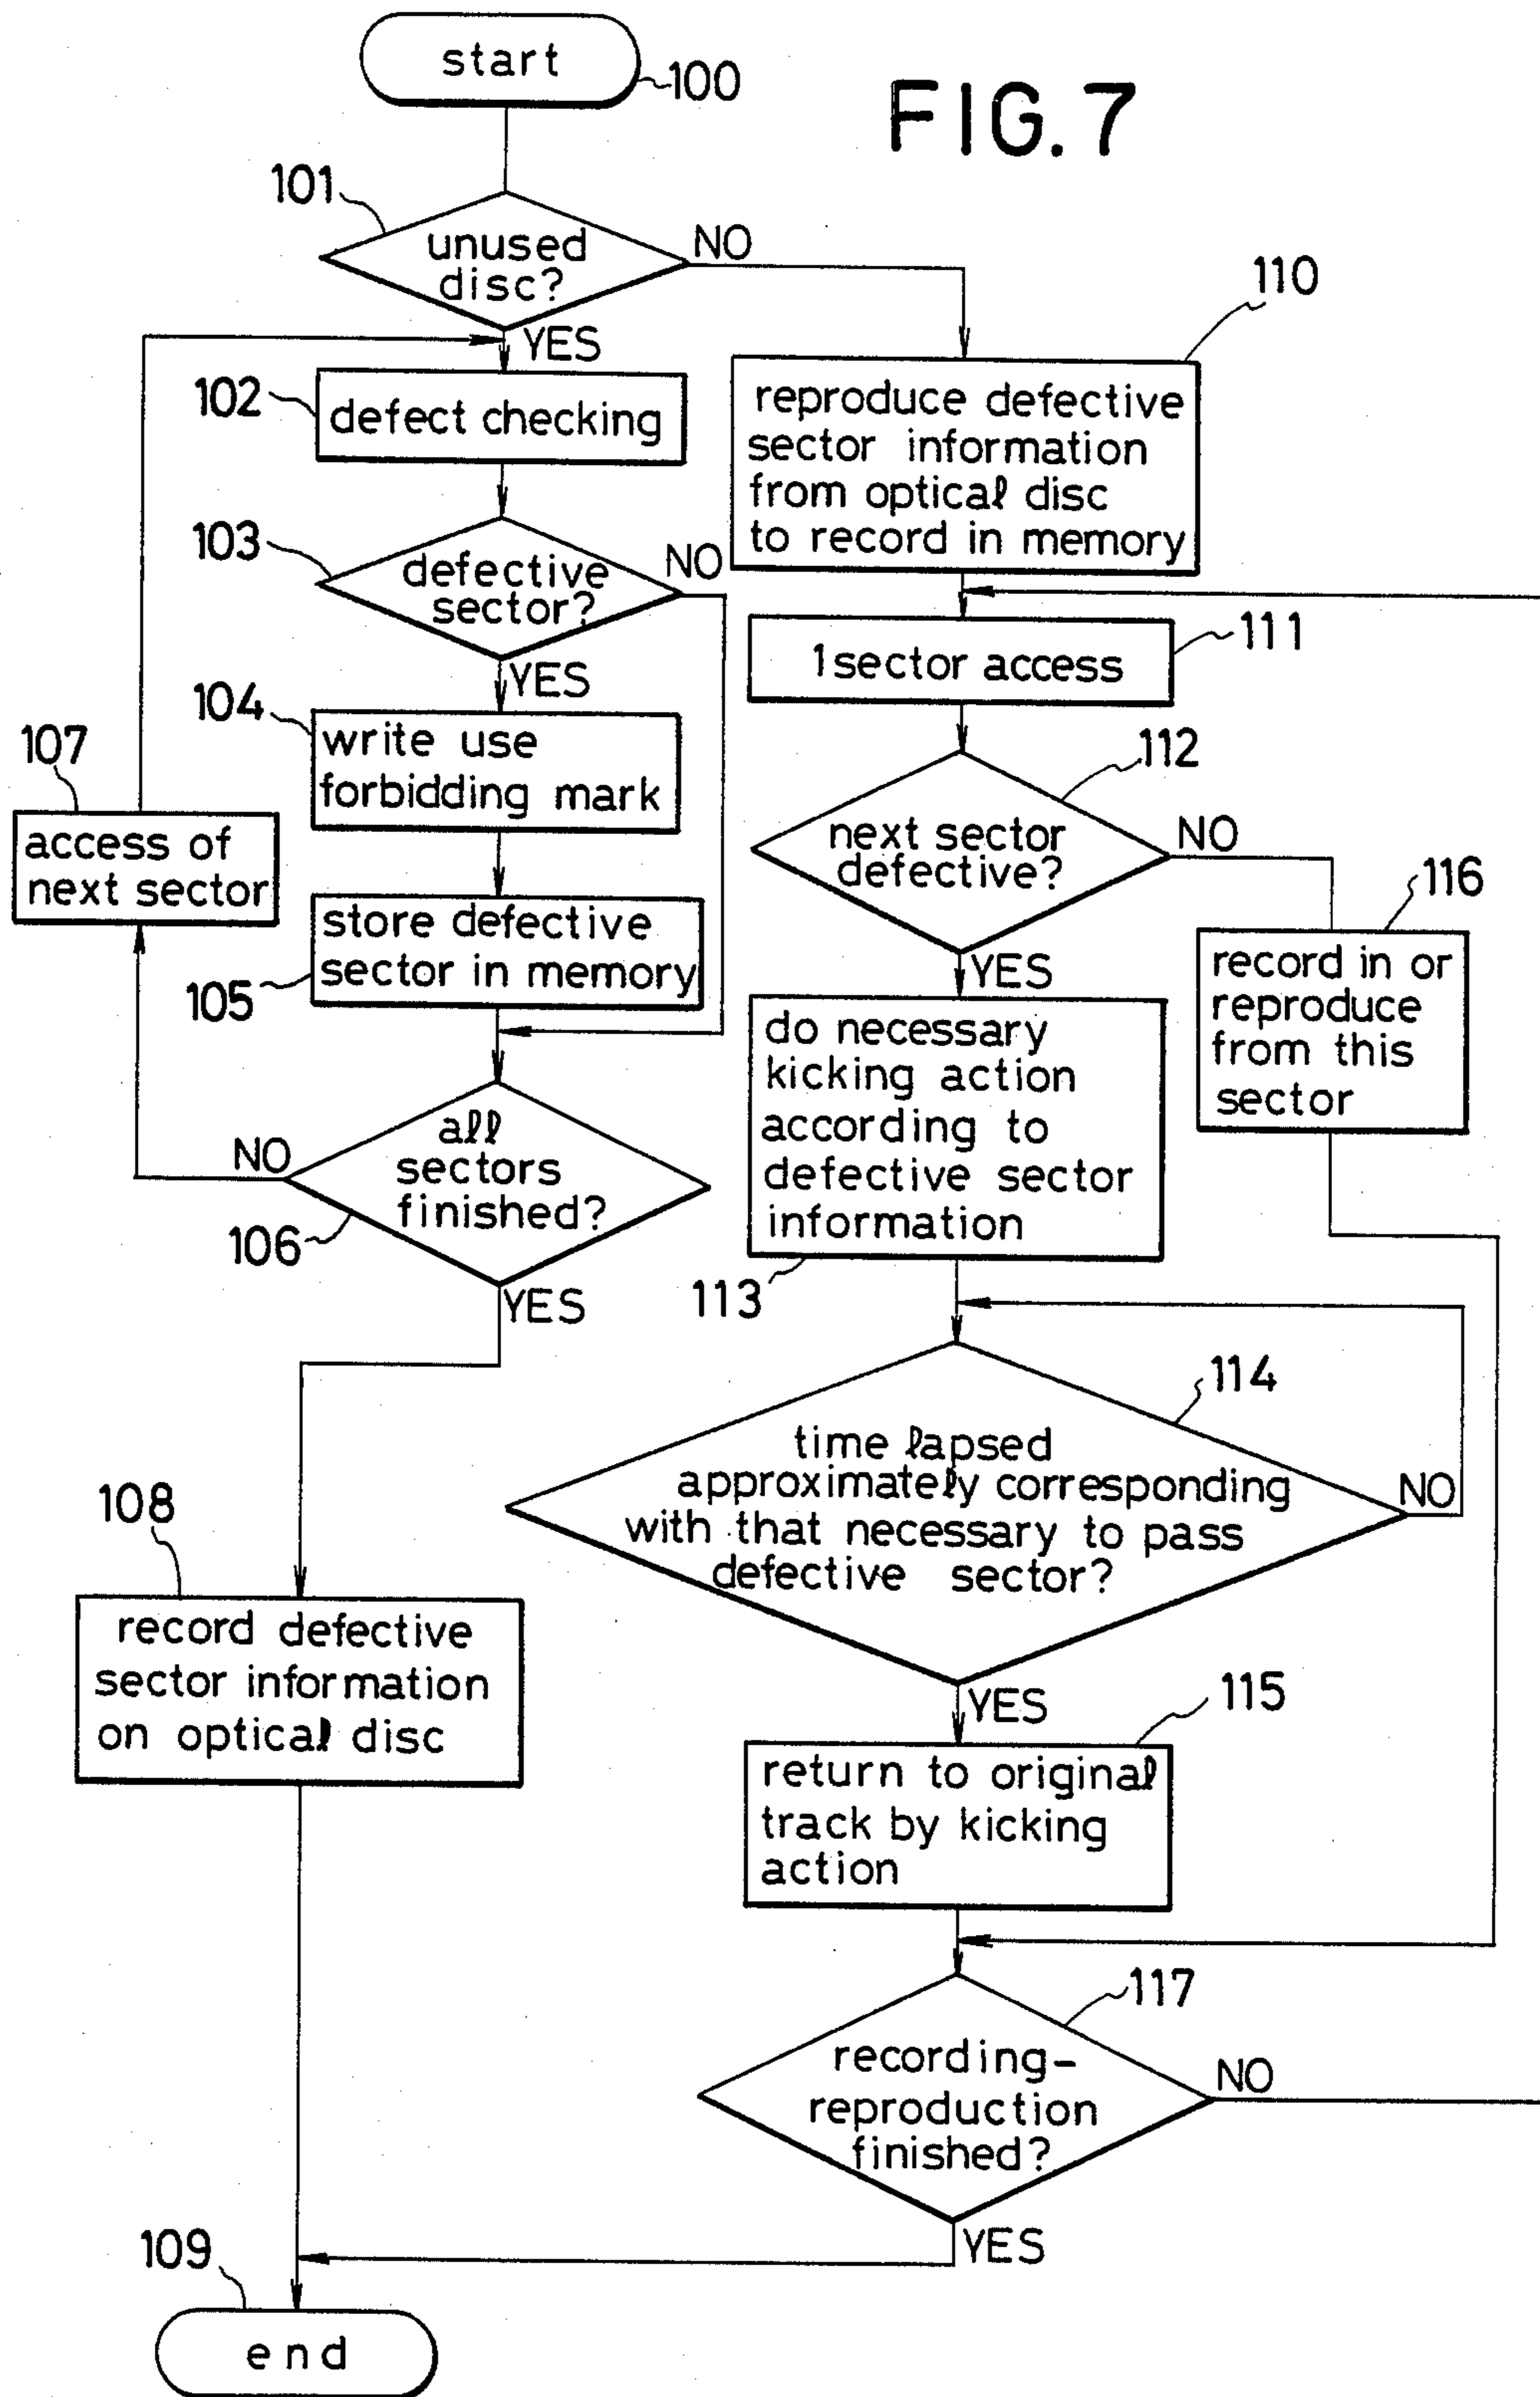 start
100
FIG. 7
101
unused
disc?
NO
YES
110
reproduce defective
sector information
from optical disc
to record in memory
102
defect checking
103
defective
sector?
NO
YES
111
1 sector access
104
write use
forbidding mark
107
access of
next sector
112
next sector
defective?
NO
YES
116
record in or
reproduce
from this
sector
105
store defective
sector in memory
113
do necessary
kicking action
according to
defective sector
information
106
all
sectors
finished?
NO
YES
114
time lapsed
approximately corresponding
with that necessary to pass
defective sector?
NO
YES
108
record defective
sector information
on optical disc
115
return to original
track by kicking
action
117
recording-
reproduction
finished?
NO
YES
109
end